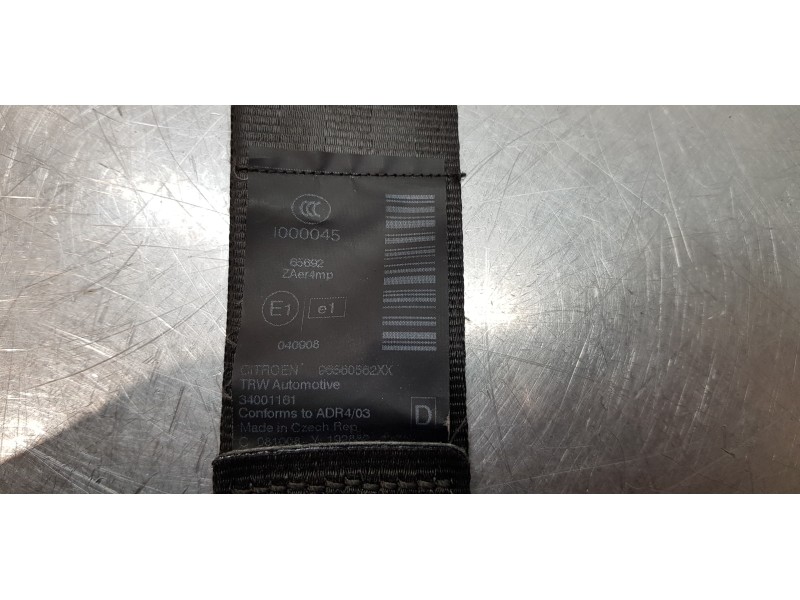 CCC
I000045
65692
ZAer4mp
E1 e1
040908
CITROEN 96560562XX
TRW Automotive
34001161
Conforms to ADR4/03
D
Made in Czech Rep